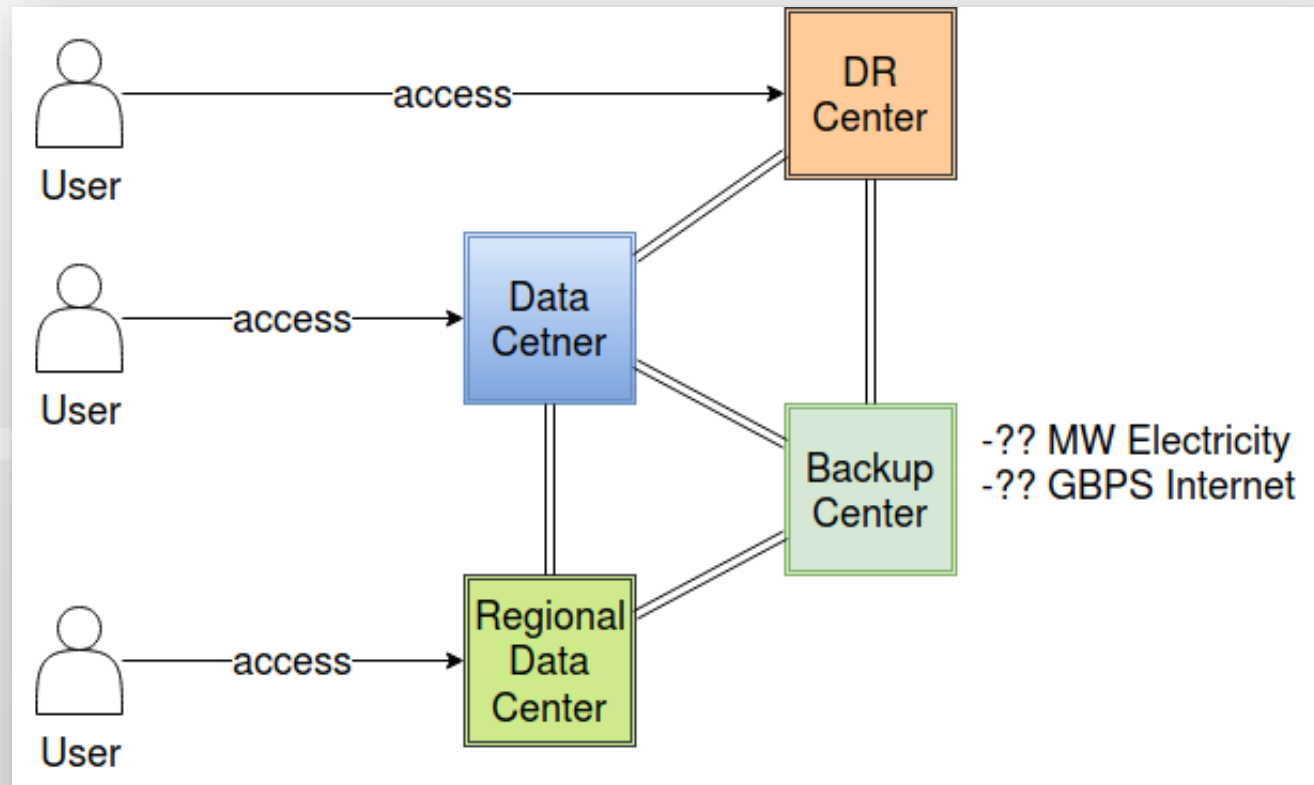 access
DR
Center
User
Data
Cetner
access
User
Backup
Center
-?? MW Electricity
-?? GBPS Internet
Regional
Data
Center
access
User